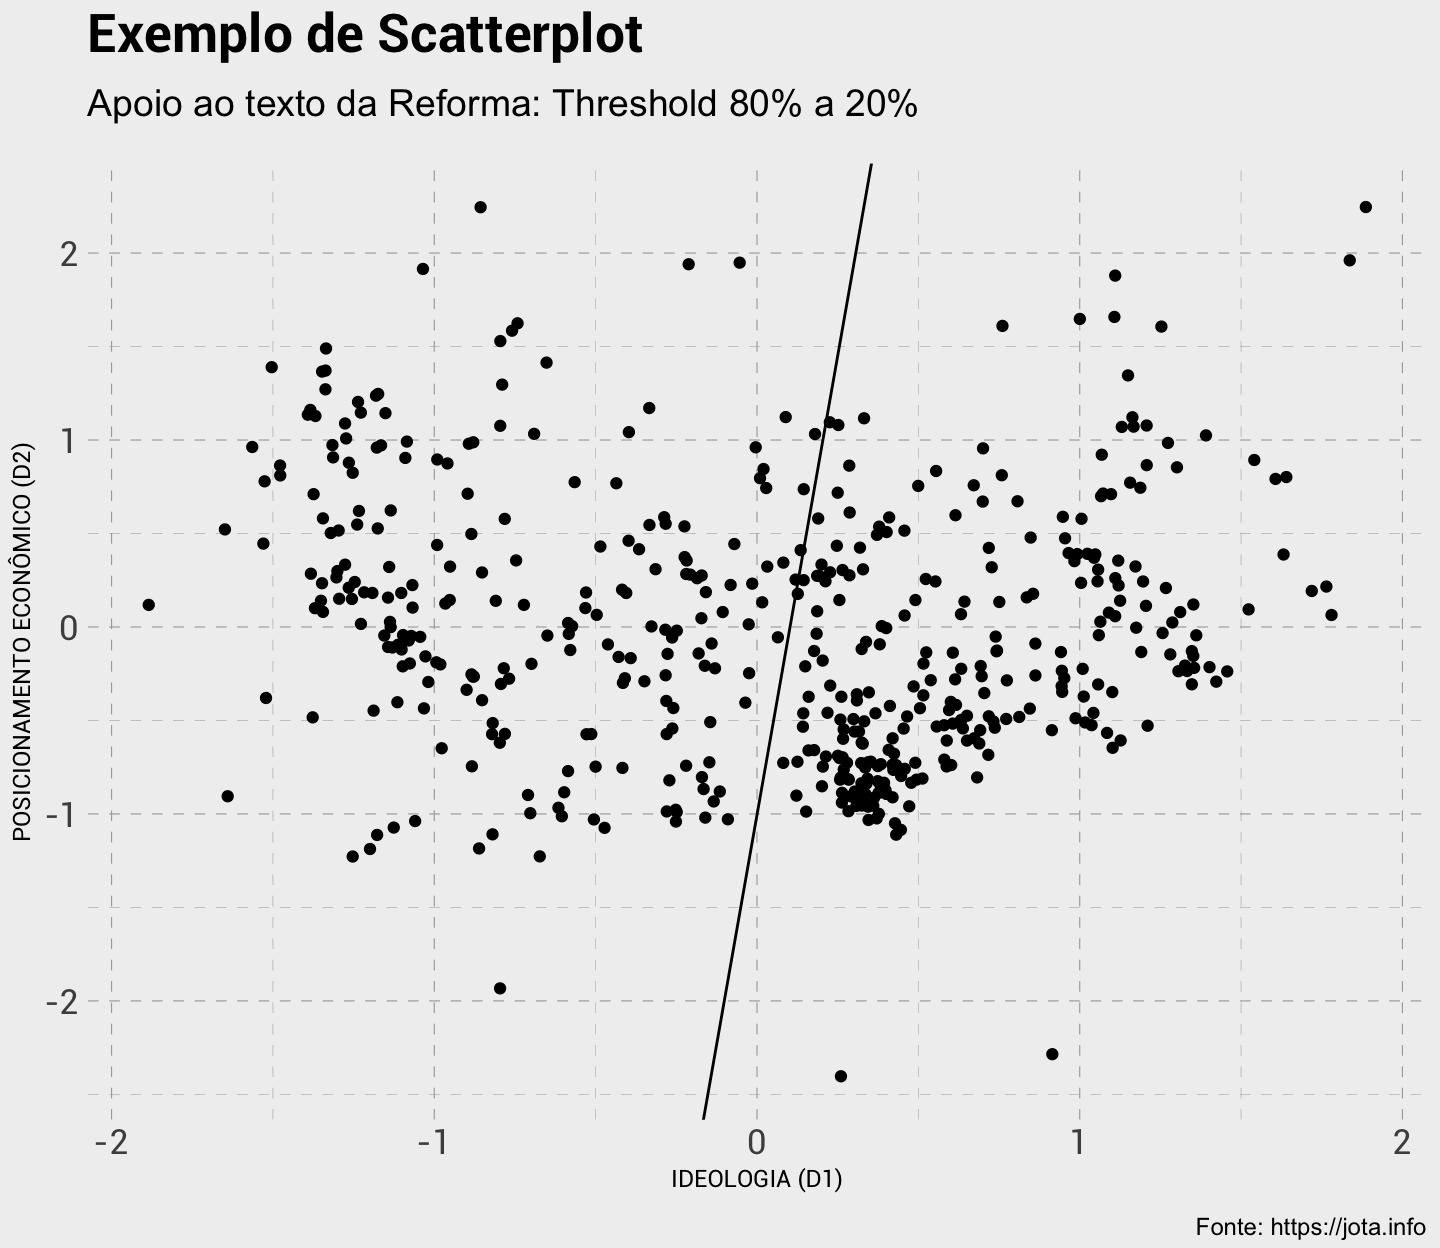 Exemplo de Scatterplot
Apoio ao texto da Reforma: Threshold 80% a 20%
POSICIONAMENTO ECONÔMICO (D2)
2
1
0
-1
-2
-2 -1 0 1 2
IDEOLOGIA (D1)
Fonte: https://jota.info